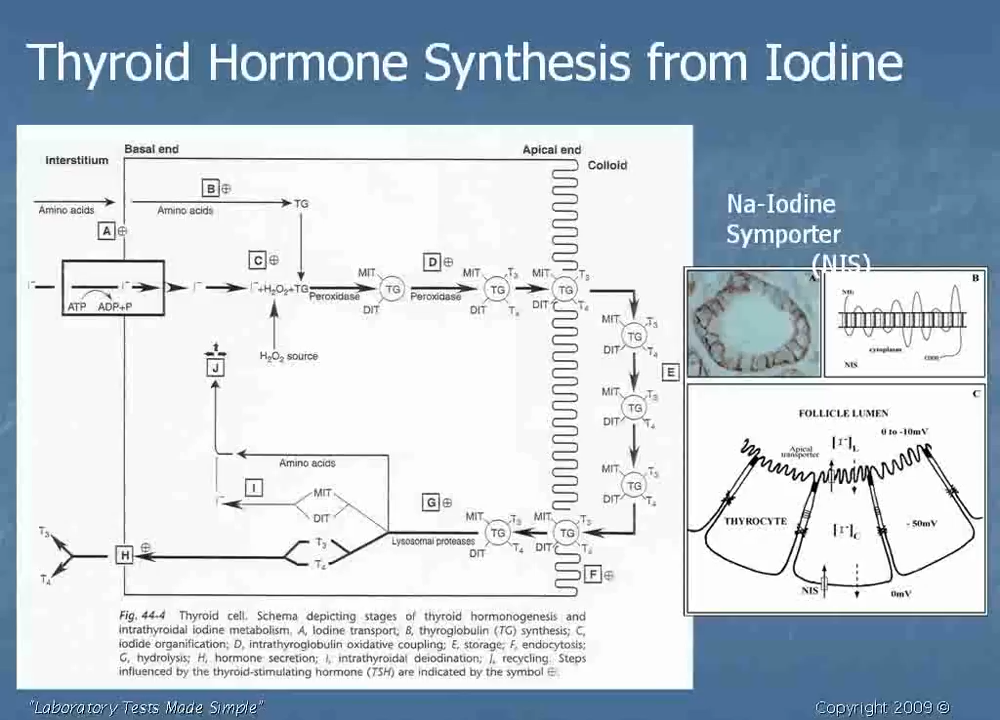 Thyroid Hormone Synthesis from Iodine
Basal end
Apical end
Interstitium
Colloid
B ⊕
TG
Amino acids
Amino acids
A ⊕
C ⊕
D ⊕
I⁻
I⁻
I⁻
I⁻+H₂O₂+TG
ATP ADP+P
Peroxidase
MIT
TG
DIT
Peroxidase
MIT T₃
TG
DIT T₄
MIT T₃
TG
DIT T₄
H₂O₂ source
J
MIT T₃
TG
DIT T₄
E
MIT T₃
TG
DIT T₄
MIT T₃
TG
DIT T₄
Amino acids
I
I⁻
MIT
DIT
G ⊕
Lysosomal proteases
MIT T₃
TG
DIT T₄
MIT T₃
TG
DIT T₄
F ⊕
T₃
T₄
H ⊕
T₃
T₄
Fig. 44-4 Thyroid cell. Schema depicting stages of thyroid hormonogenesis and
intrathyroidal iodine metabolism. A, Iodine transport; B, thyroglobulin (TG) synthesis; C,
iodide organification; D, intrathyroglobulin oxidative coupling; E, storage; F, endocytosis;
G, hydrolysis; H, hormone secretion; I, intrathyroidal deiodination; J, recycling. Steps
influenced by the thyroid-stimulating hormone (TSH) are indicated by the symbol ⊕.
Na-Iodine
Symporter
(NIS)
A
B
NH₂
cytoplasm
COOH
NIS
C
FOLLICLE LUMEN
0 to -10mV
Apical
transporter
[I⁻]L
THYROCYTE
[I⁻]C
- 50mV
NIS
0mV
"Laboratory Tests Made Simple"
Copyright 2009 ©